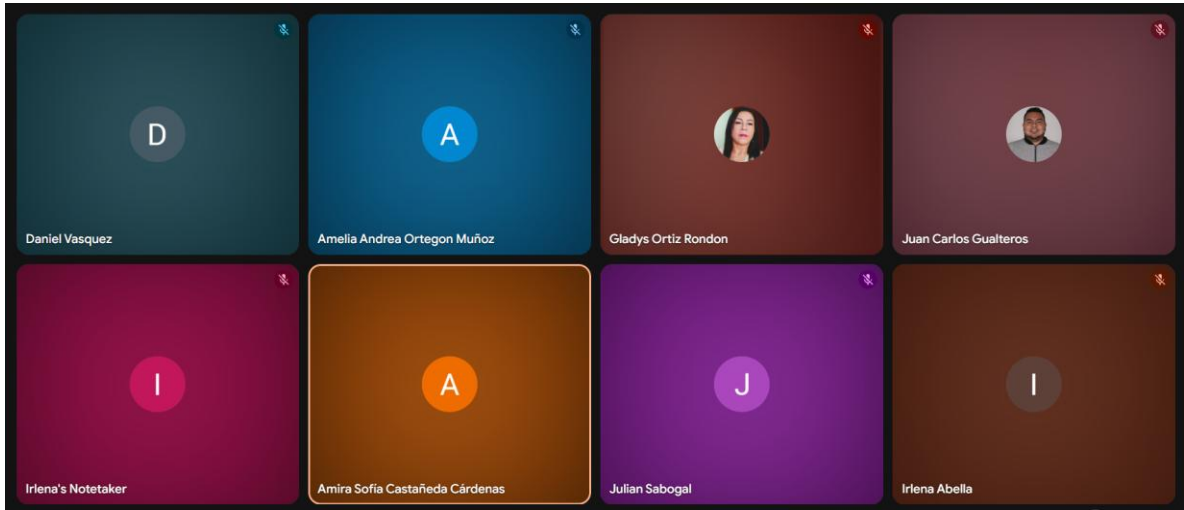 D
Daniel Vasquez
A
Amelia Andrea Ortegon Muñoz
Gladys Ortiz Rondon
Juan Carlos Gualteros
I
Irlena's Notetaker
A
Amira Sofía Castañeda Cárdenas
J
Julian Sabogal
I
Irlena Abella